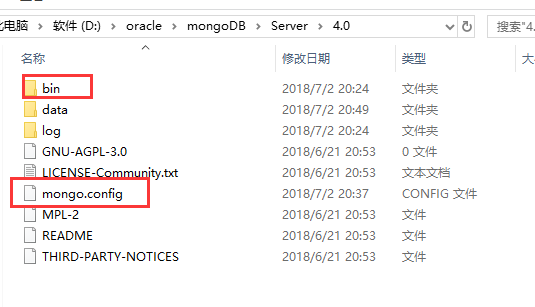 此电脑 › 软件 (D:) › oracle › mongoDB › Server › 4.0
搜索"4.
名称 修改日期 类型 大
bin 2018/7/2 20:24 文件夹
data 2018/7/2 20:49 文件夹
log 2018/7/2 20:24 文件夹
GNU-AGPL-3.0 2018/6/21 20:53 0 文件
LICENSE-Community.txt 2018/6/21 20:53 文本文档
mongo.config 2018/7/2 20:37 CONFIG 文件
MPL-2 2018/6/21 20:53 文件
README 2018/6/21 20:53 文件
THIRD-PARTY-NOTICES 2018/6/21 20:53 文件